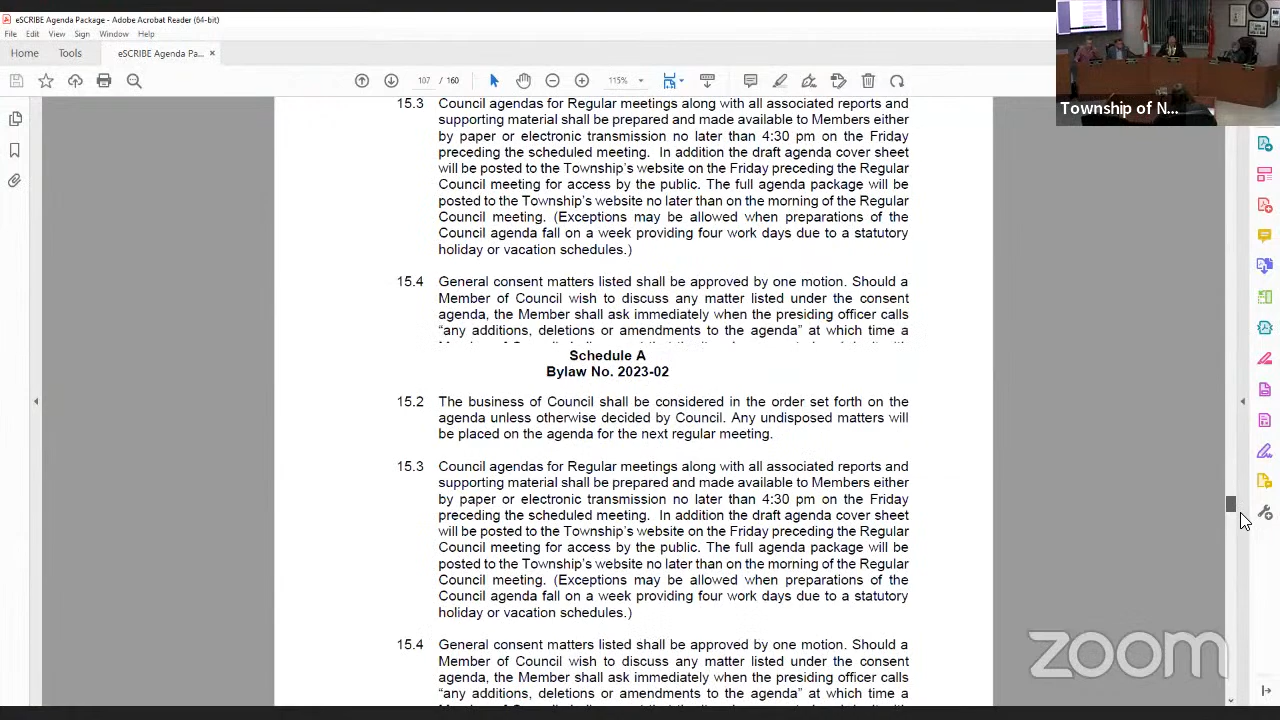 eSCRIBE Agenda Package - Adobe Acrobat Reader (64-bit)
File Edit View Sign Window Help
Home Tools eSCRIBE Agenda Pa... ×
107 / 160 115%
Township of N...
15.3 Council agendas for Regular meetings along with all associated reports and
supporting material shall be prepared and made available to Members either
by paper or electronic transmission no later than 4:30 pm on the Friday
preceding the scheduled meeting. In addition the draft agenda cover sheet
will be posted to the Township's website on the Friday preceding the Regular
Council meeting for access by the public. The full agenda package will be
posted to the Township's website no later than on the morning of the Regular
Council meeting. (Exceptions may be allowed when preparations of the
Council agenda fall on a week providing four work days due to a statutory
holiday or vacation schedules.)
15.4 General consent matters listed shall be approved by one motion. Should a
Member of Council wish to discuss any matter listed under the consent
agenda, the Member shall ask immediately when the presiding officer calls
“any additions, deletions or amendments to the agenda” at which time a
Schedule A
Bylaw No. 2023-02
15.2 The business of Council shall be considered in the order set forth on the
agenda unless otherwise decided by Council. Any undisposed matters will
be placed on the agenda for the next regular meeting.
15.3 Council agendas for Regular meetings along with all associated reports and
supporting material shall be prepared and made available to Members either
by paper or electronic transmission no later than 4:30 pm on the Friday
preceding the scheduled meeting. In addition the draft agenda cover sheet
will be posted to the Township's website on the Friday preceding the Regular
Council meeting for access by the public. The full agenda package will be
posted to the Township's website no later than on the morning of the Regular
Council meeting. (Exceptions may be allowed when preparations of the
Council agenda fall on a week providing four work days due to a statutory
holiday or vacation schedules.)
15.4 General consent matters listed shall be approved by one motion. Should a
Member of Council wish to discuss any matter listed under the consent
agenda, the Member shall ask immediately when the presiding officer calls
“any additions, deletions or amendments to the agenda” at which time a
zoom